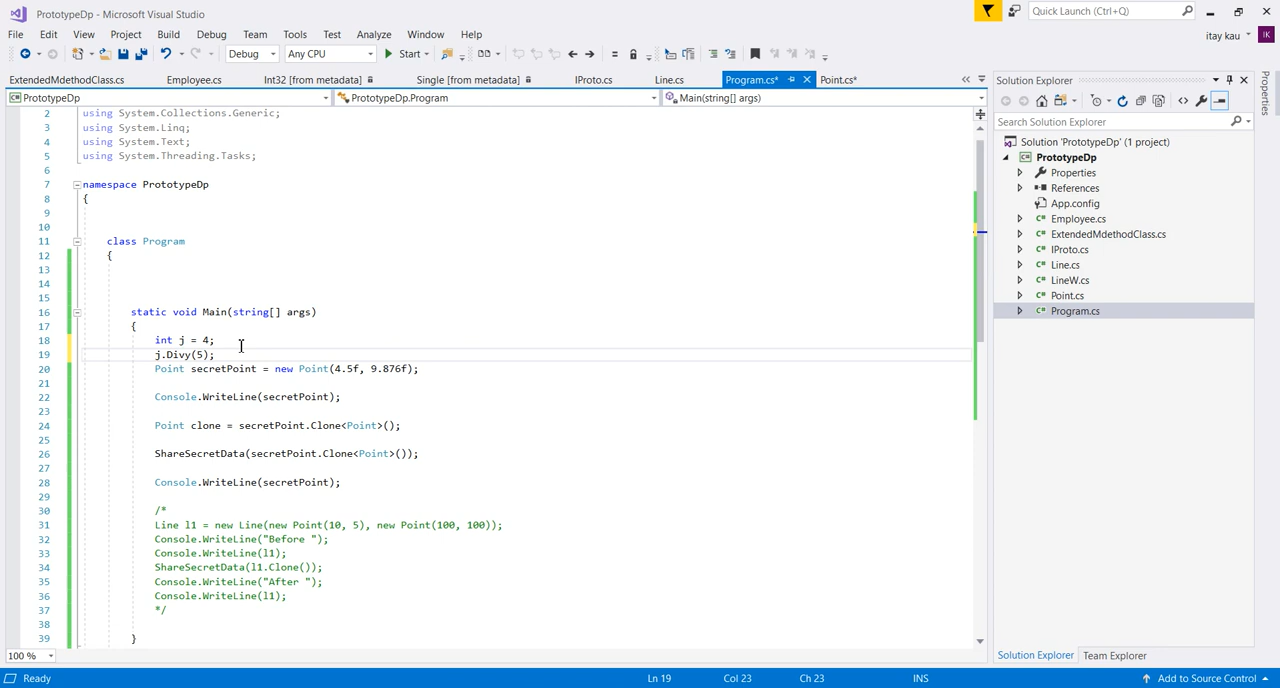 PrototypeDp - Microsoft Visual Studio
Quick Launch (Ctrl+Q)
File Edit View Project Build Debug Team Tools Test Analyze Window Help
itay kau IK
Debug Any CPU Start
ExtendedMdethodClass.cs Employee.cs Int32 [from metadata] Single [from metadata] IProto.cs Line.cs Program.cs* Point.cs*
PrototypeDp PrototypeDp.Program Main(string[] args)
2 using System.Collections.Generic;
3 using System.Linq;
4 using System.Text;
5 using System.Threading.Tasks;
6
7 namespace PrototypeDp
8 {
9
10
11 class Program
12 {
13
14
15
16 static void Main(string[] args)
17 {
18 int j = 4;
19 j.Divy(5);
20 Point secretPoint = new Point(4.5f, 9.876f);
21
22 Console.WriteLine(secretPoint);
23
24 Point clone = secretPoint.Clone<Point>();
25
26 ShareSecretData(secretPoint.Clone<Point>());
27
28 Console.WriteLine(secretPoint);
29
30 /*
31 Line l1 = new Line(new Point(10, 5), new Point(100, 100));
32 Console.WriteLine("Before ");
33 Console.WriteLine(l1);
34 ShareSecretData(l1.Clone());
35 Console.WriteLine("After ");
36 Console.WriteLine(l1);
37 */
38
39 }
100 %
Solution Explorer
Search Solution Explorer
Solution 'PrototypeDp' (1 project)
PrototypeDp
Properties
References
App.config
C# Employee.cs
C# ExtendedMdethodClass.cs
C# IProto.cs
C# Line.cs
C# LineW.cs
C# Point.cs
C# Program.cs
Solution Explorer Team Explorer
Properties
Ready Ln 19 Col 23 Ch 23 INS Add to Source Control